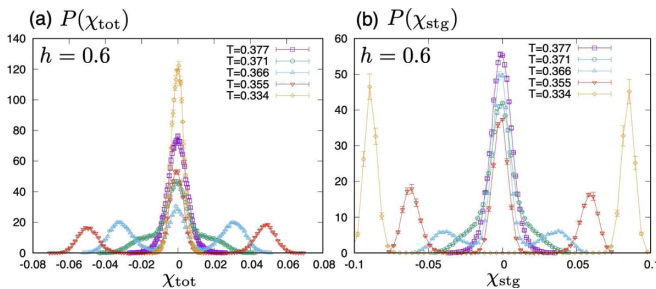 (a) P(χtot)
h = 0.6
T=0.377
T=0.371
T=0.366
T=0.355
T=0.334
140
120
100
80
60
40
20
0
-0.08 -0.06 -0.04 -0.02 0 0.02 0.04 0.06 0.08
χtot
(b) P(χstg)
h = 0.6
T=0.377
T=0.371
T=0.366
T=0.355
T=0.334
60
50
40
30
20
10
0
-0.1 -0.05 0 0.05 0.1
χstg